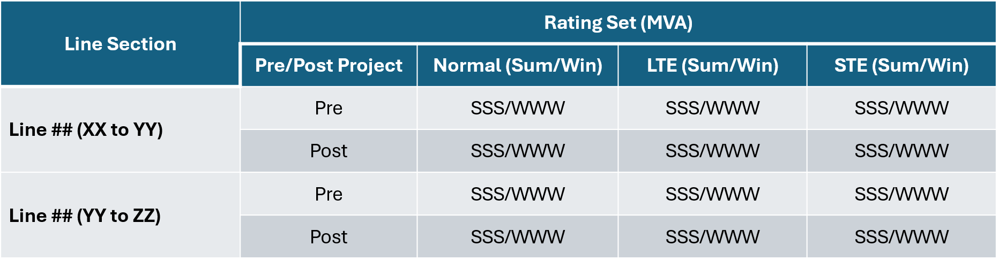 Line Section
Rating Set (MVA)
Pre/Post Project
Normal (Sum/Win)
LTE (Sum/Win)
STE (Sum/Win)
Line ## (XX to YY)
Pre
SSS/WWW
SSS/WWW
SSS/WWW
Post
SSS/WWW
SSS/WWW
SSS/WWW
Line ## (YY to ZZ)
Pre
SSS/WWW
SSS/WWW
SSS/WWW
Post
SSS/WWW
SSS/WWW
SSS/WWW